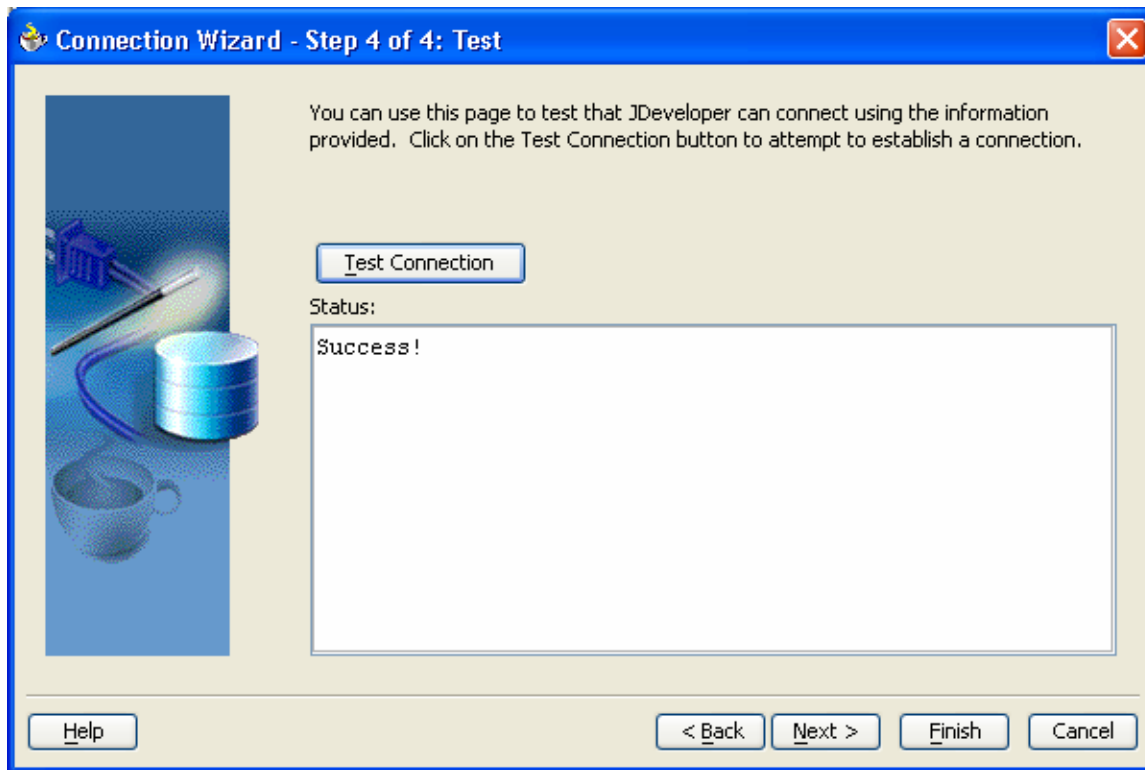 Connection Wizard - Step 4 of 4: Test
You can use this page to test that JDeveloper can connect using the information
provided.  Click on the Test Connection button to attempt to establish a connection.
Test Connection
Status:
Success!
Help
< Back
Next >
Finish
Cancel